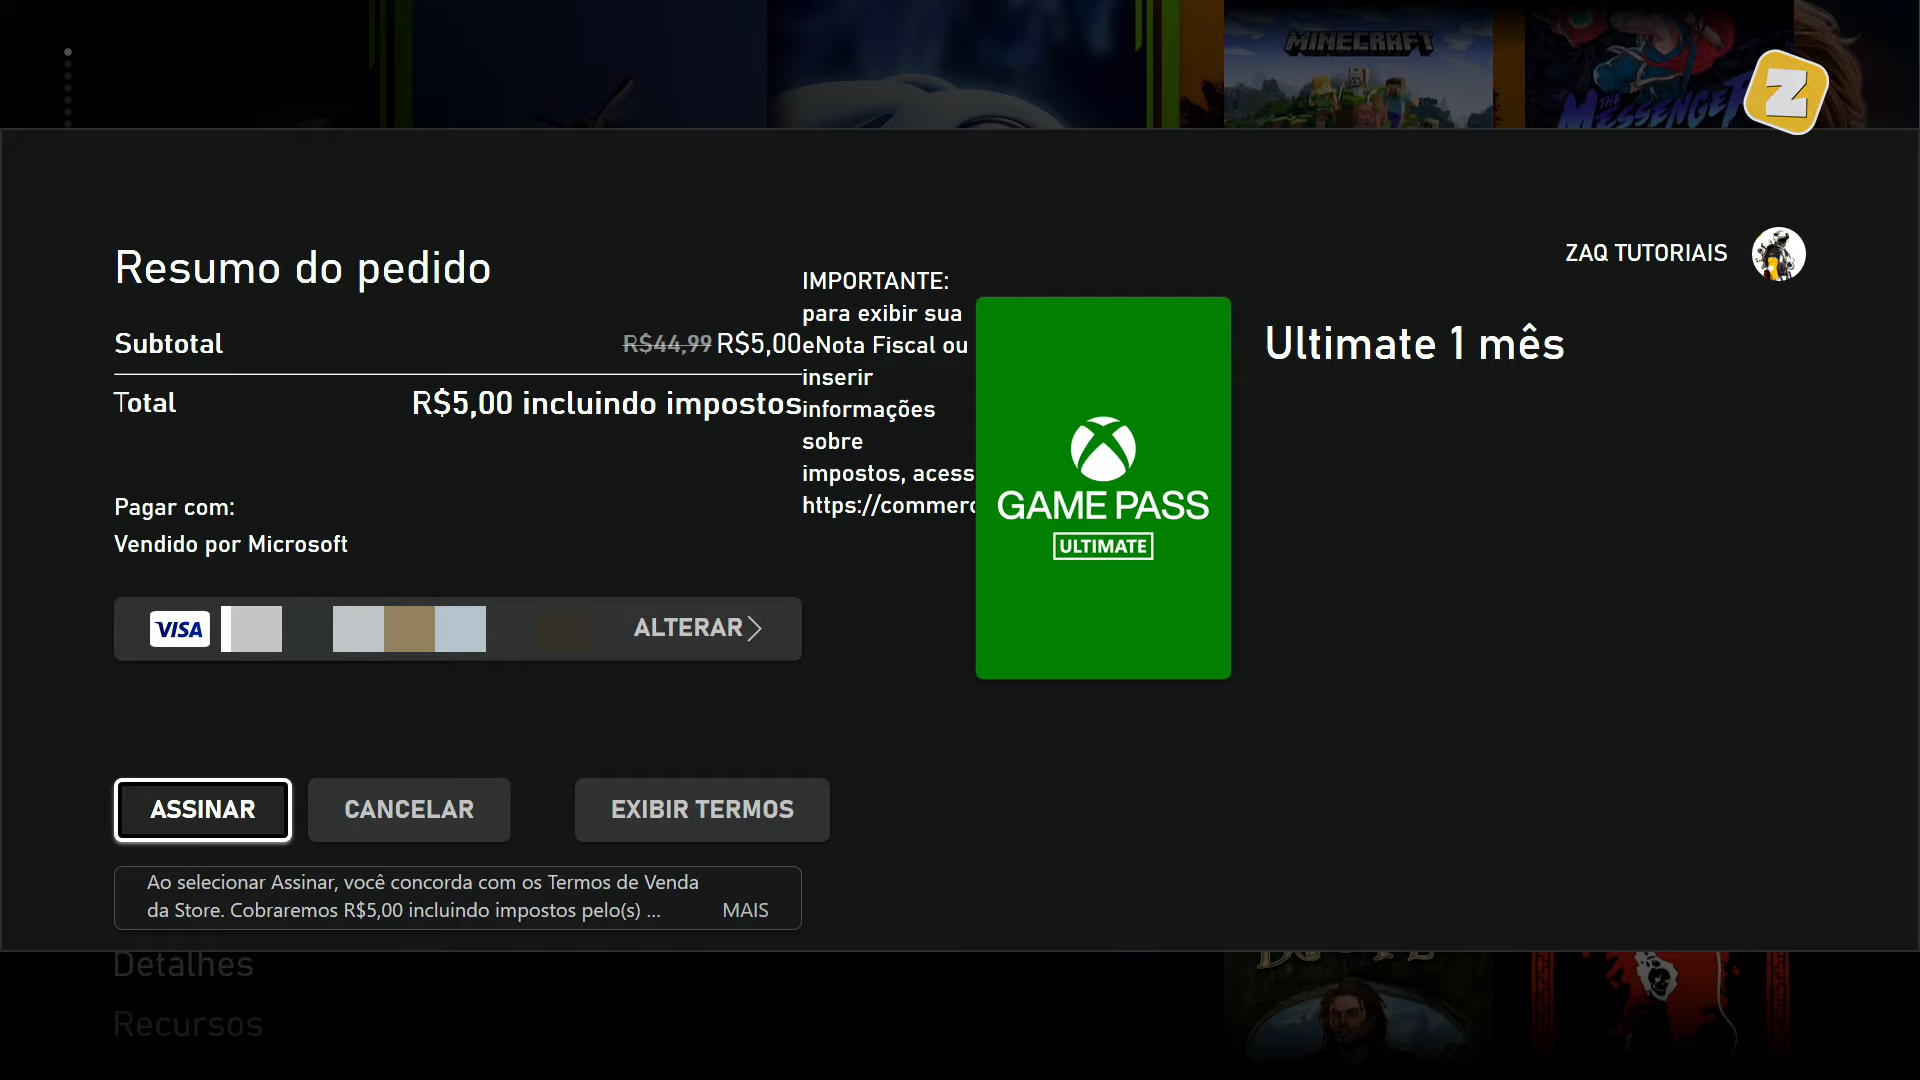 MINECRAFT
THE MESSENGER
Z
ZAQ TUTORIAIS
Resumo do pedido
Subtotal
R$44,99 R$5,00
Total
R$5,00 incluindo impostos
Pagar com:
Vendido por Microsoft
VISA
ALTERAR
IMPORTANTE:
para exibir sua
eNota Fiscal ou
inserir
informações
sobre
impostos, acess
https://commerc
GAME PASS
ULTIMATE
Ultimate 1 mês
ASSINAR
CANCELAR
EXIBIR TERMOS
Ao selecionar Assinar, você concorda com os Termos de Venda
da Store. Cobraremos R$5,00 incluindo impostos pelo(s) ...
MAIS
Detalhes
Recursos